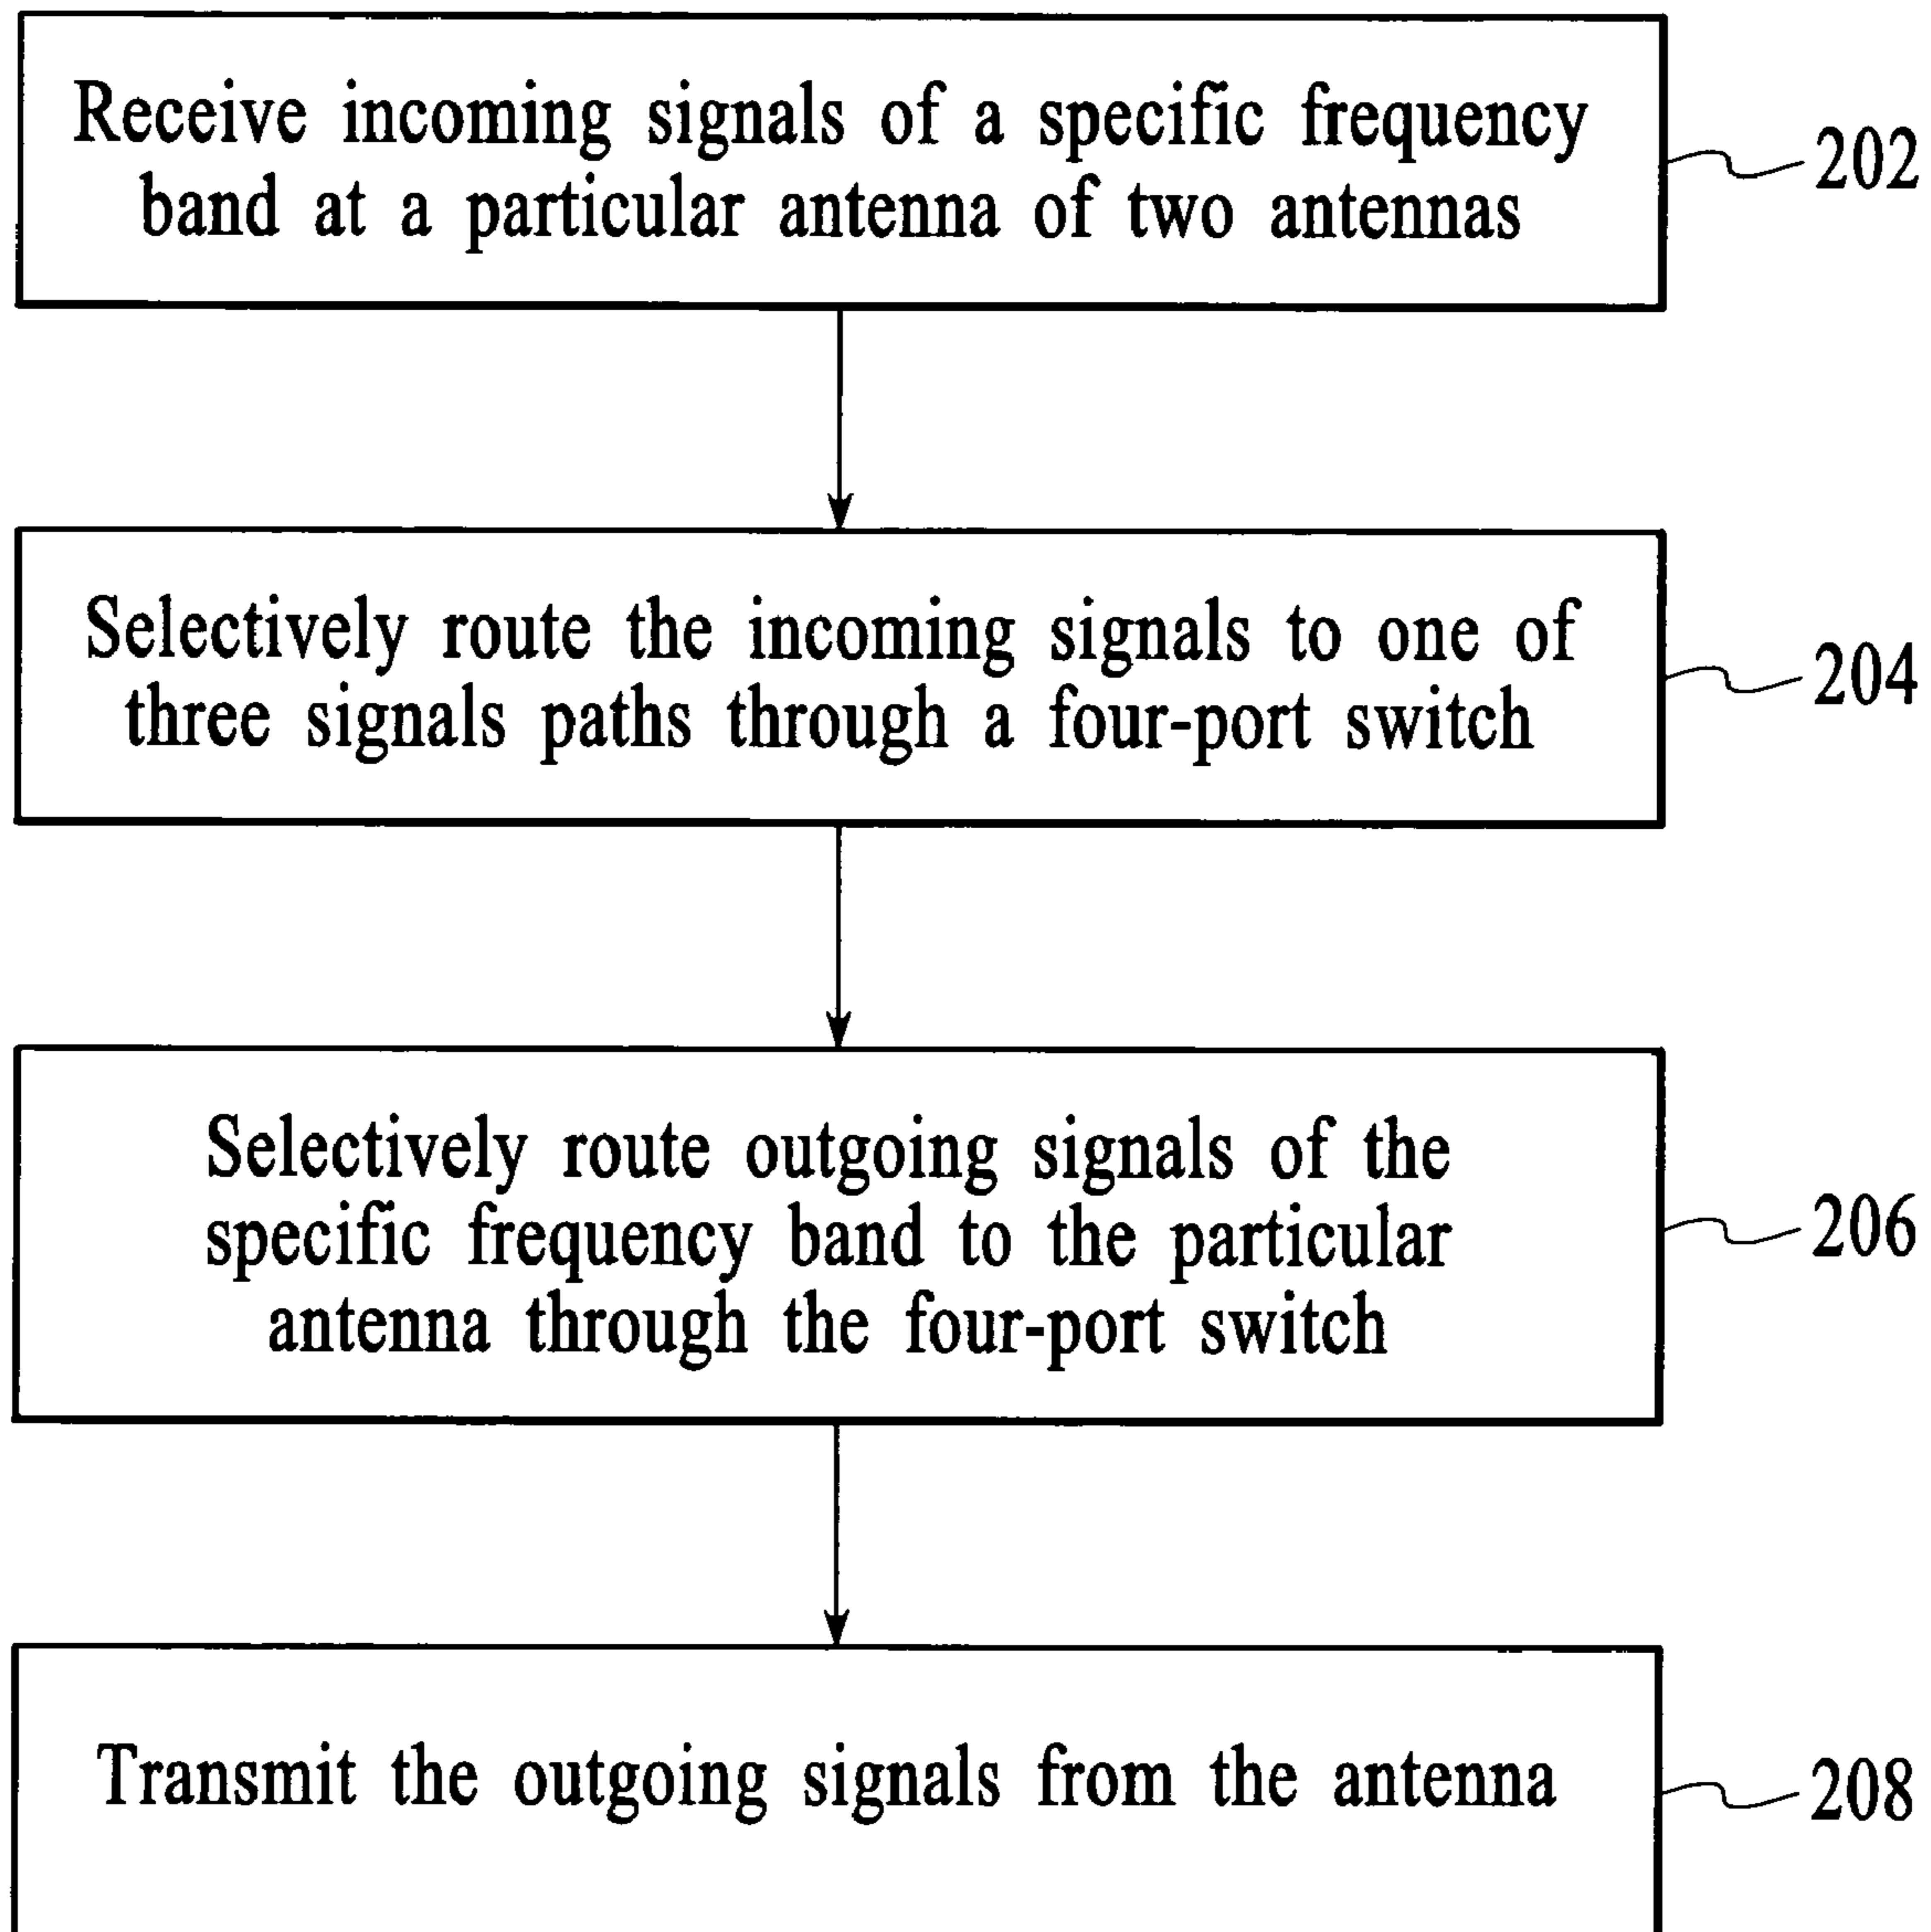 Receive incoming signals of a specific frequency
band at a particular antenna of two antennas
202
Selectively route the incoming signals to one of
three signals paths through a four-port switch
204
Selectively route outgoing signals of the
specific frequency band to the particular
antenna through the four-port switch
206
Transmit the outgoing signals from the antenna
208